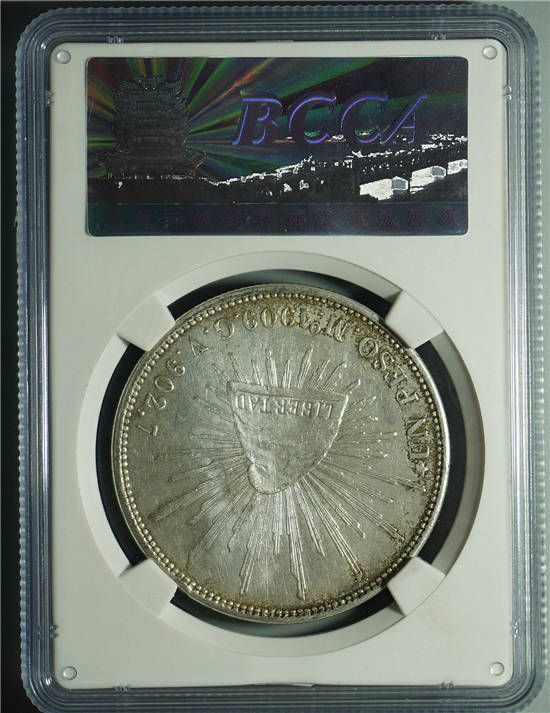 BCCA
UN PESO. Mº 1909. G. V 902.7
LIBERTAD